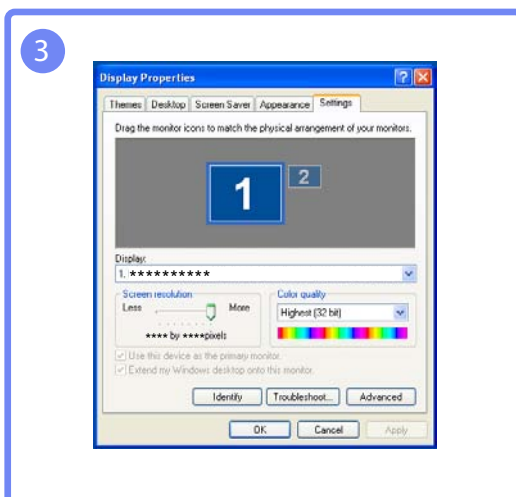 3
Display Properties
Themes Desktop Screen Saver Appearance Settings
Drag the monitor icons to match the physical arrangement of your monitors.
1 2
Display:
1. **********
Screen resolution Color quality
Less More Highest (32 bit)
**** by ****pixels
Use this device as the primary monitor.
Extend my Windows desktop onto this monitor.
Identify Troubleshoot... Advanced
OK Cancel Apply